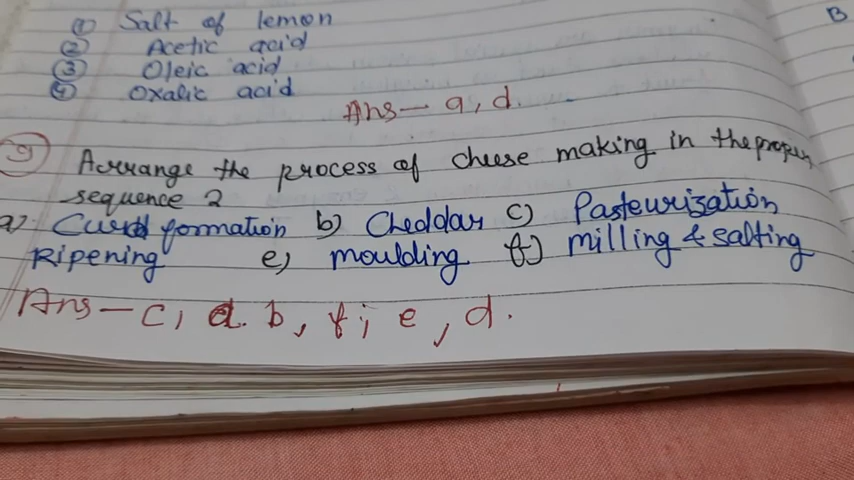 ① Salt of lemon
② Acetic acid
③ Oleic acid
④ Oxalic acid
Ans - a, d.
9) Arrange the process of cheese making in the proper
sequence 2
a) Curd formation b) Cheddar c) Pasteurization
Ripening e) moulding f) milling & salting
Ans - c, a. b, f, e, d.
B